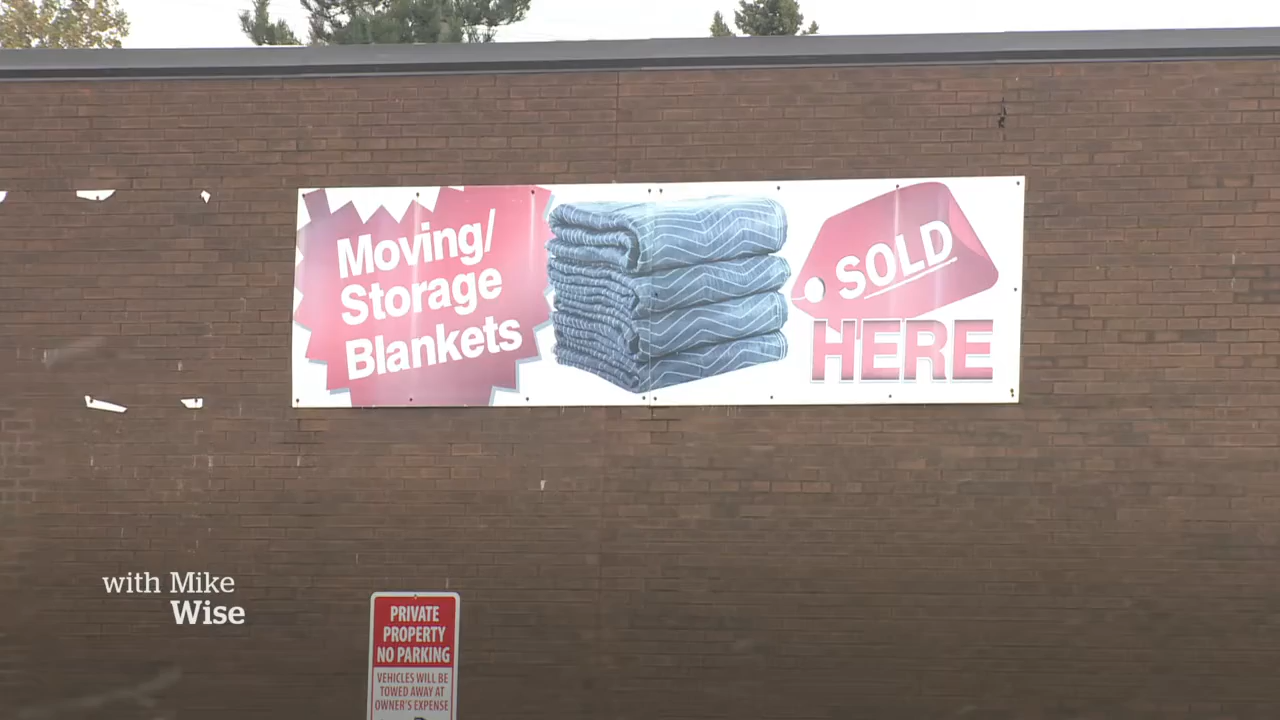 Moving/
Storage
Blankets
SOLD
HERE
with Mike
Wise
PRIVATE
PROPERTY
NO PARKING
VEHICLES WILL BE
TOWED AWAY AT
OWNER'S EXPENSE